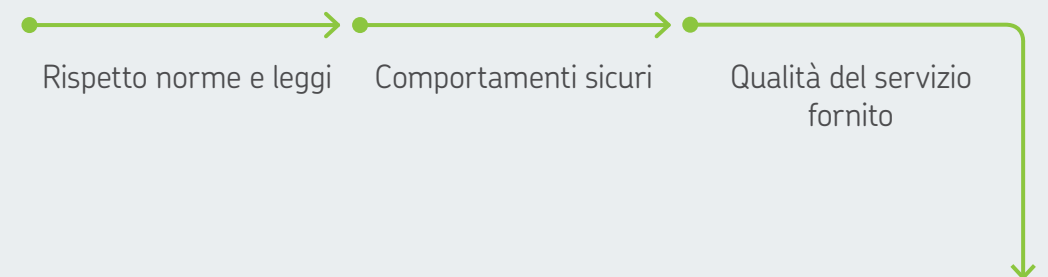 Rispetto norme e leggi
Comportamenti sicuri
Qualità del servizio
fornito